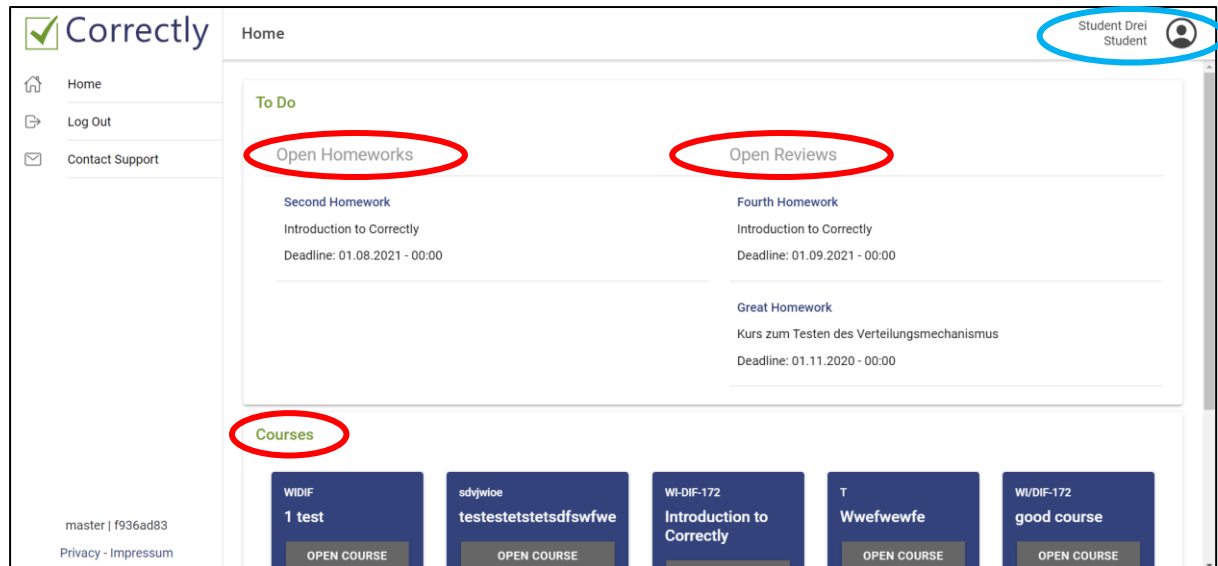 Correctly
Home
Student Drei
Student
Home
Log Out
Contact Support
To Do
Open Homeworks
Second Homework
Introduction to Correctly
Deadline: 01.08.2021 - 00:00
Open Reviews
Fourth Homework
Introduction to Correctly
Deadline: 01.09.2021 - 00:00
Great Homework
Kurs zum Testen des Verteilungsmechanismus
Deadline: 01.11.2020 - 00:00
Courses
WIDIF
1 test
OPEN COURSE
sdvjwioe
testestetstetsdfswfwe
OPEN COURSE
WI-DIF-172
Introduction to
Correctly
T
Wwefwewfe
OPEN COURSE
WI/DIF-172
good course
OPEN COURSE
master | f936ad83
Privacy - Impressum